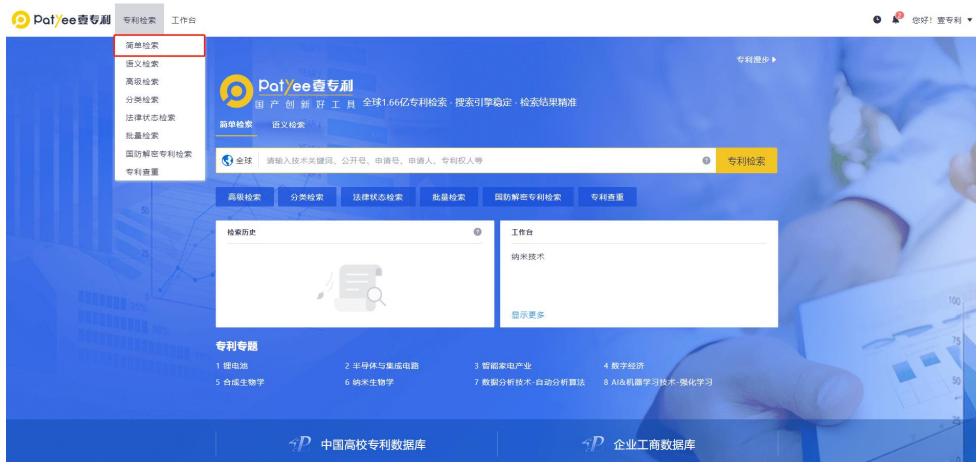 Patyee壹专利 专利检索 工作台
2 您好！壹专利
简单检索
语义检索
高级检索
分类检索
法律状态检索
批量检索
国防解密专利检索
专利查重
专利漫步
Patyee壹专利
国产创新好工具 全球1.66亿专利检索 · 搜索引擎稳定 · 检索结果精准
简单检索 语义检索
全球 请输入技术关键词、公开号、申请号、申请人、专利权人等 专利检索
高级检索 分类检索 法律状态检索 批量检索 国防解密专利检索 专利查重
检索历史
工作台
纳米技术
显示更多
专利专题
1 锂电池 2 半导体与集成电路 3 智能家电产业 4 数字经济
5 合成生物学 6 纳米生物学 7 数据分析技术-自动分析算法 8 AI&机器学习技术-强化学习
中国高校专利数据库 企业工商数据库
50
25
100
75
50
25